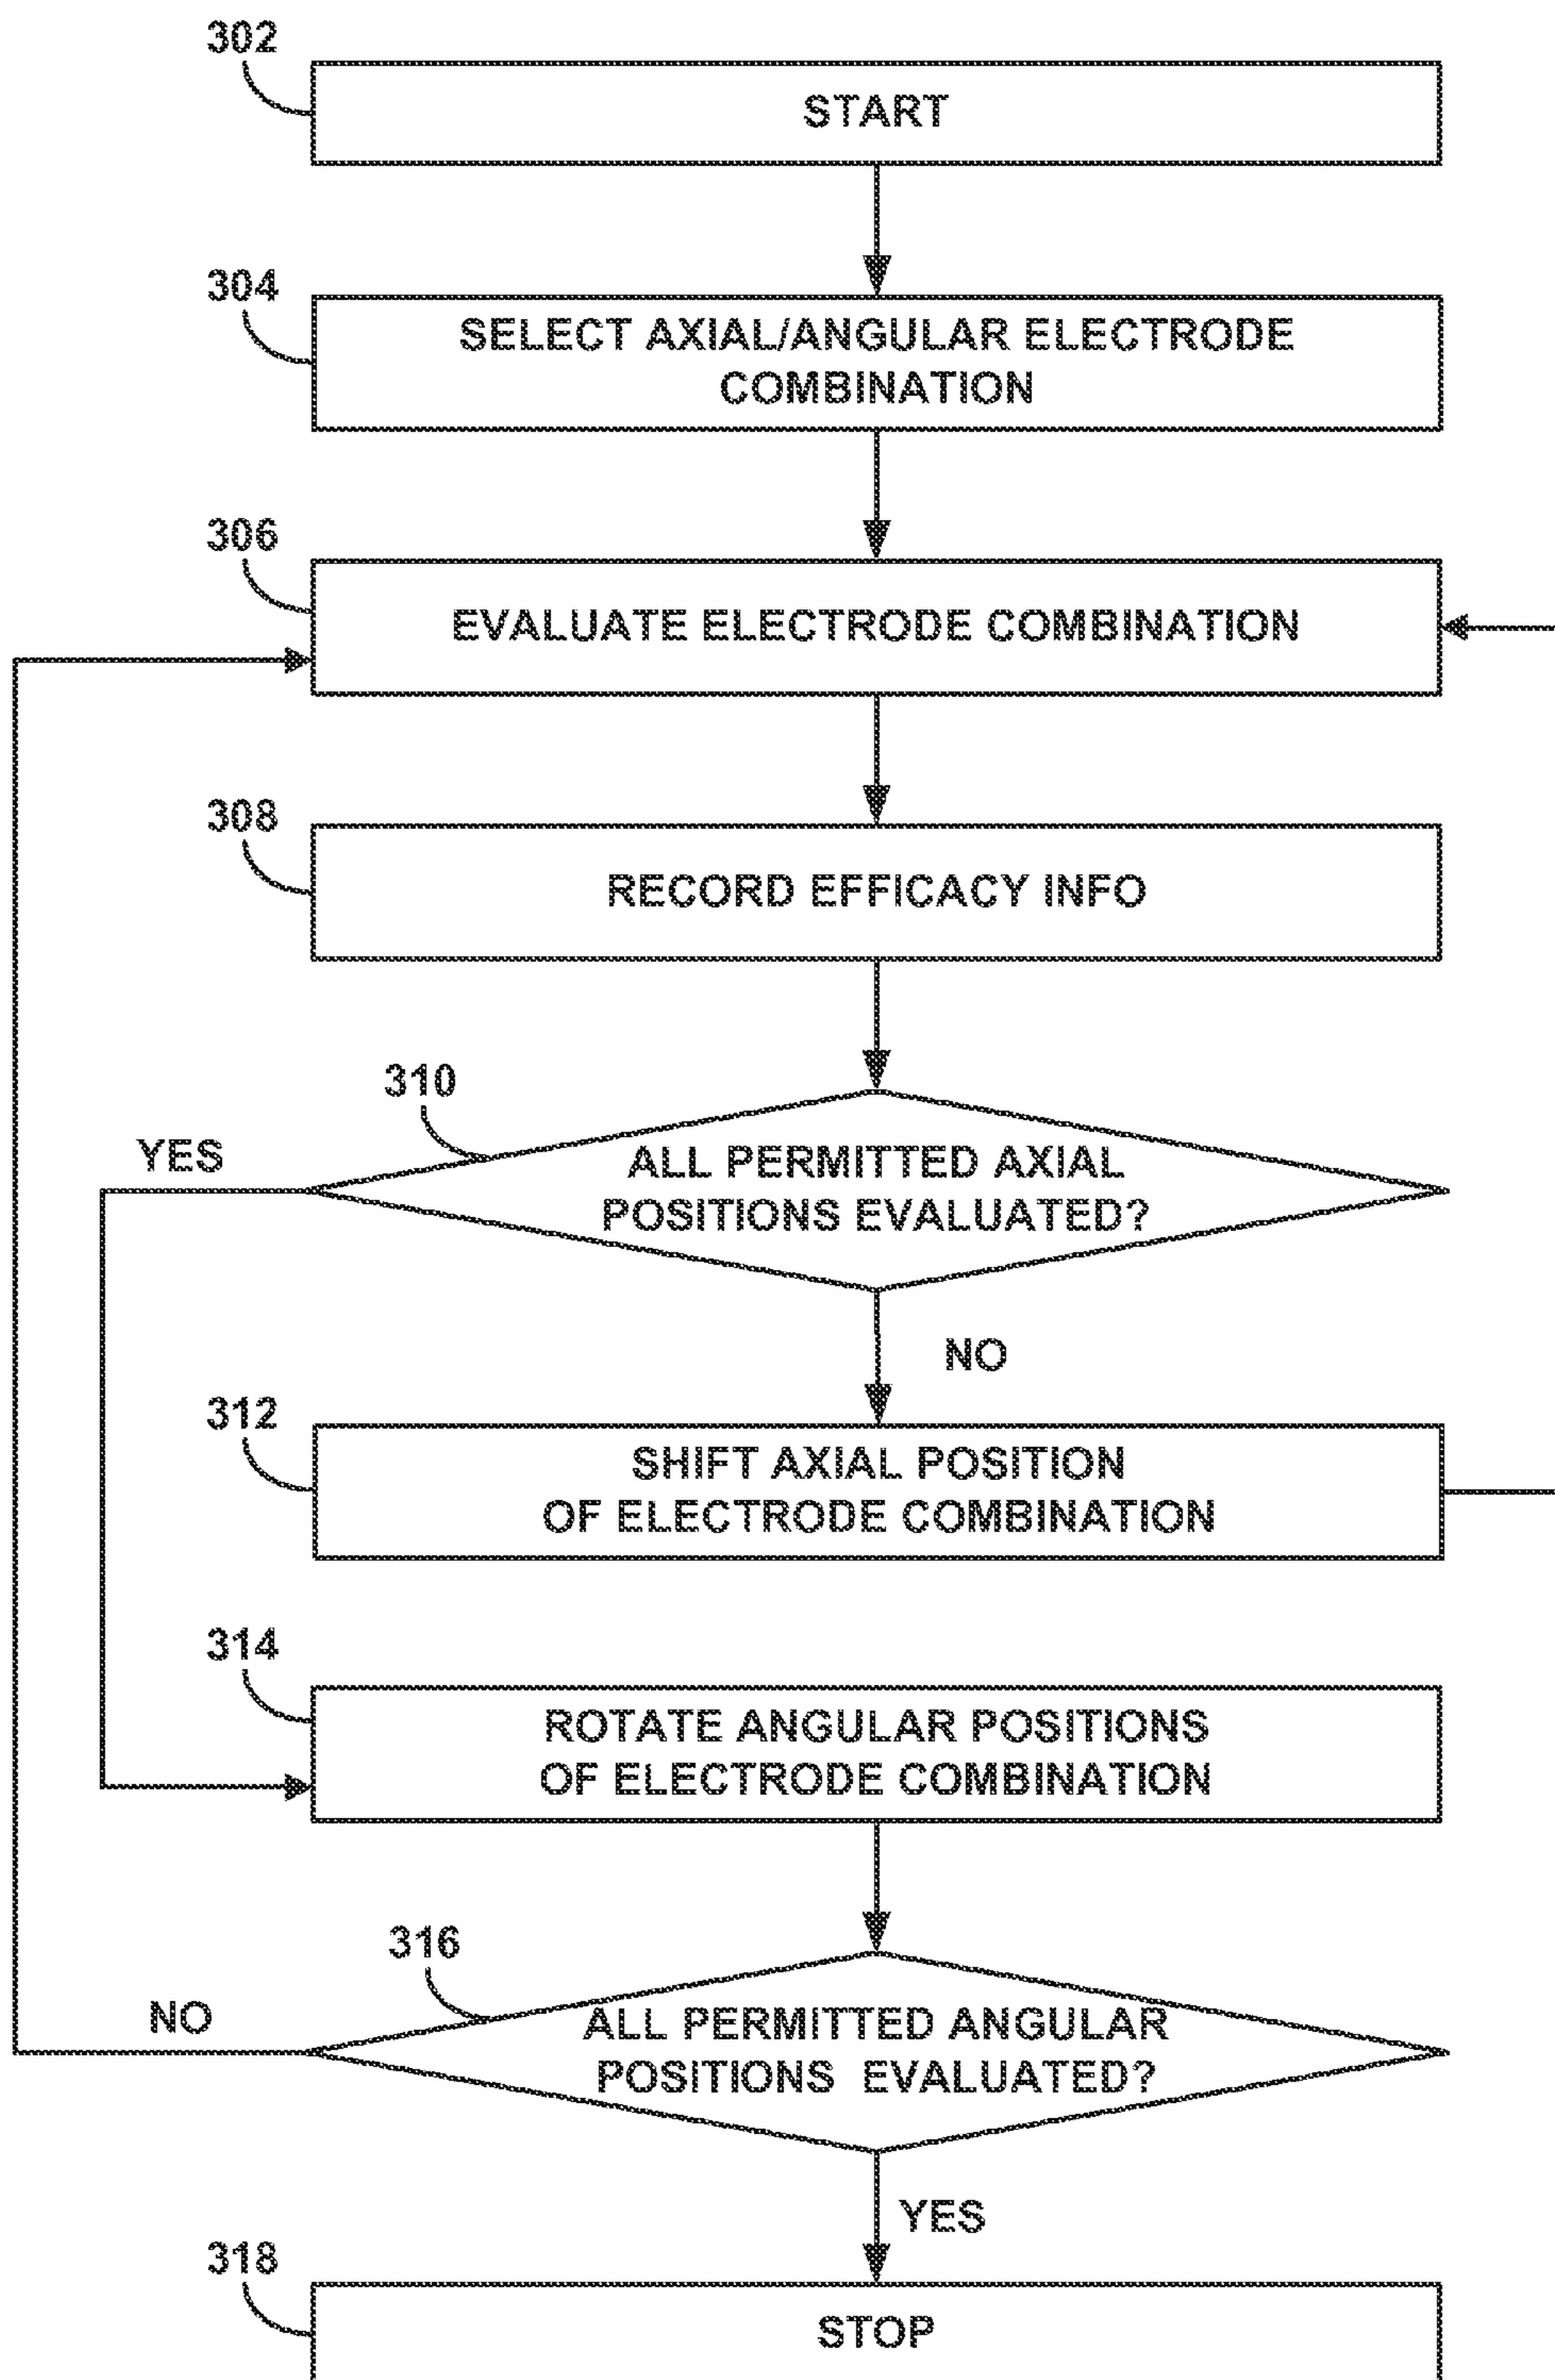 302
START
304
SELECT AXIAL/ANGULAR ELECTRODE
COMBINATION
306
EVALUATE ELECTRODE COMBINATION
308
RECORD EFFICACY INFO
310
YES
ALL PERMITTED AXIAL
POSITIONS EVALUATED?
NO
312
SHIFT AXIAL POSITION
OF ELECTRODE COMBINATION
314
ROTATE ANGULAR POSITIONS
OF ELECTRODE COMBINATION
316
NO
ALL PERMITTED ANGULAR
POSITIONS EVALUATED?
YES
318
STOP